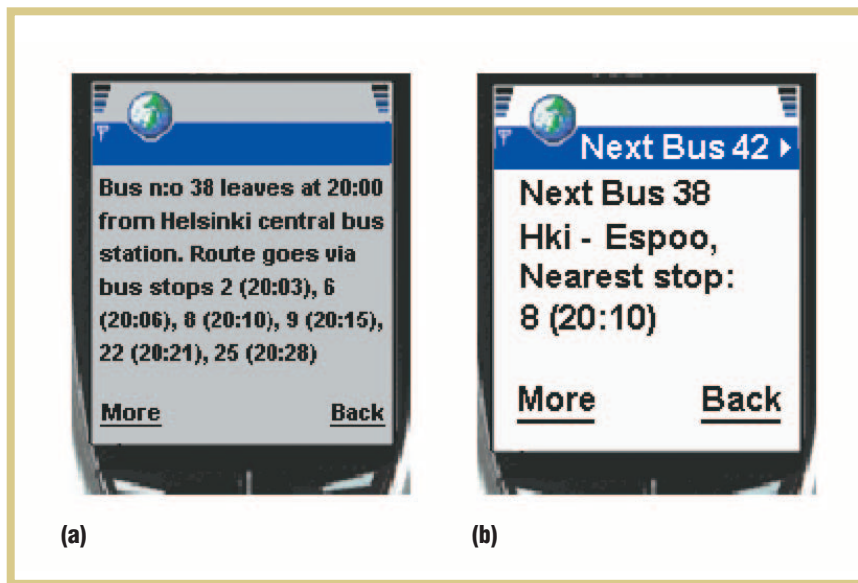 Bus n:o 38 leaves at 20:00
from Helsinki central bus
station. Route goes via
bus stops 2 (20:03), 6
(20:06), 8 (20:10), 9 (20:15),
22 (20:21), 25 (20:28)
More Back
(a)
Next Bus 42
Next Bus 38
Hki - Espoo,
Nearest stop:
8 (20:10)
More Back
(b)